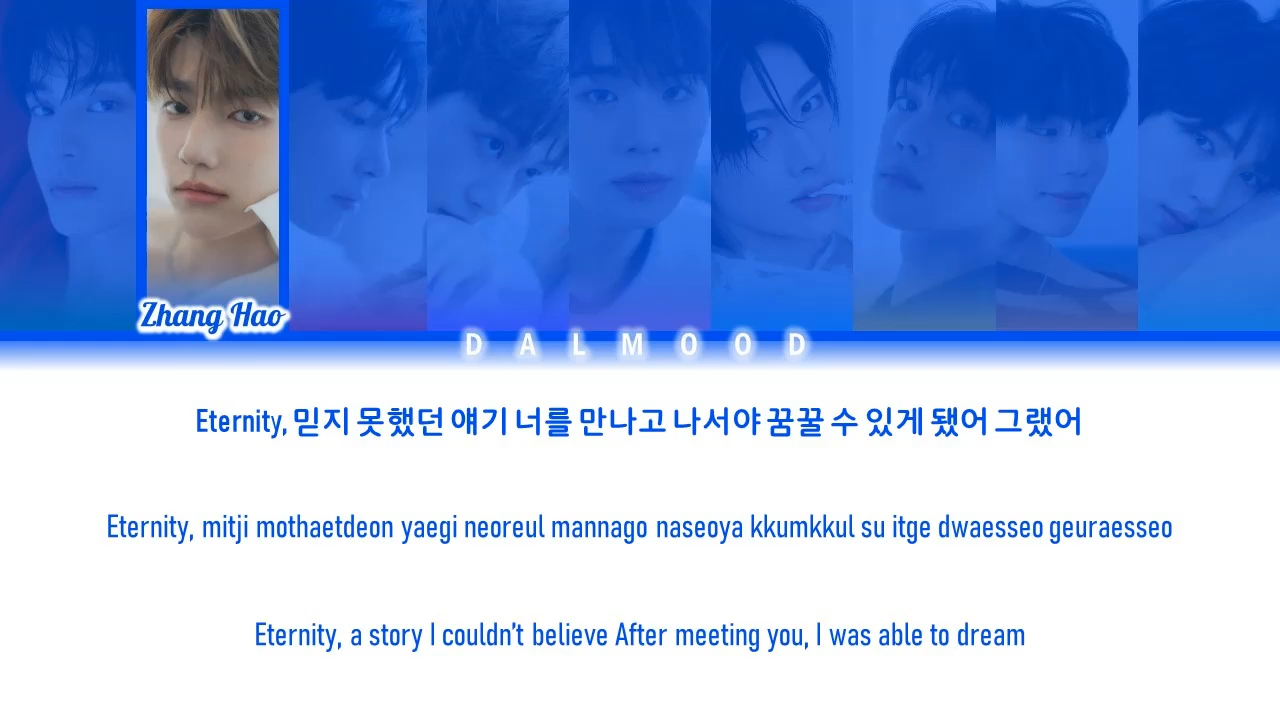 Zhang Hao
DALMOOD
Eternity, 믿지 못했던 얘기 너를 만나고 나서야 꿈꿀 수 있게 됐어 그랬어
Eternity, mitji mothaetdeon yaegi neoreul mannago naseoya kkumkkul su itge dwaesseo geuraesseo
Eternity, a story I couldn't believe After meeting you, I was able to dream